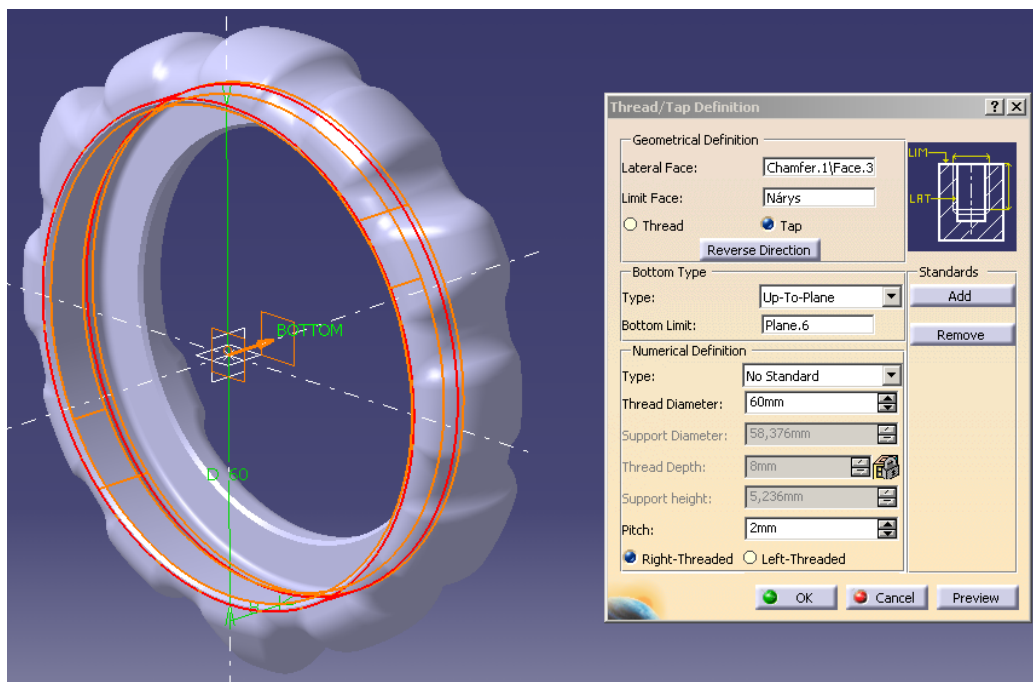 Thread/Tap Definition
Geometrical Definition
Lateral Face: Chamfer.1\Face.3
Limit Face: Nárys
Thread Tap
Reverse Direction
LIM
LAT
Bottom Type
Type: Up-To-Plane
Bottom Limit: Plane.6
Standards
Add
Remove
Numerical Definition
Type: No Standard
Thread Diameter: 60mm
Support Diameter: 58,376mm
Thread Depth: 8mm
Support height: 5,236mm
Pitch: 2mm
Right-Threaded Left-Threaded
OK Cancel Preview
BOTTOM
D 60